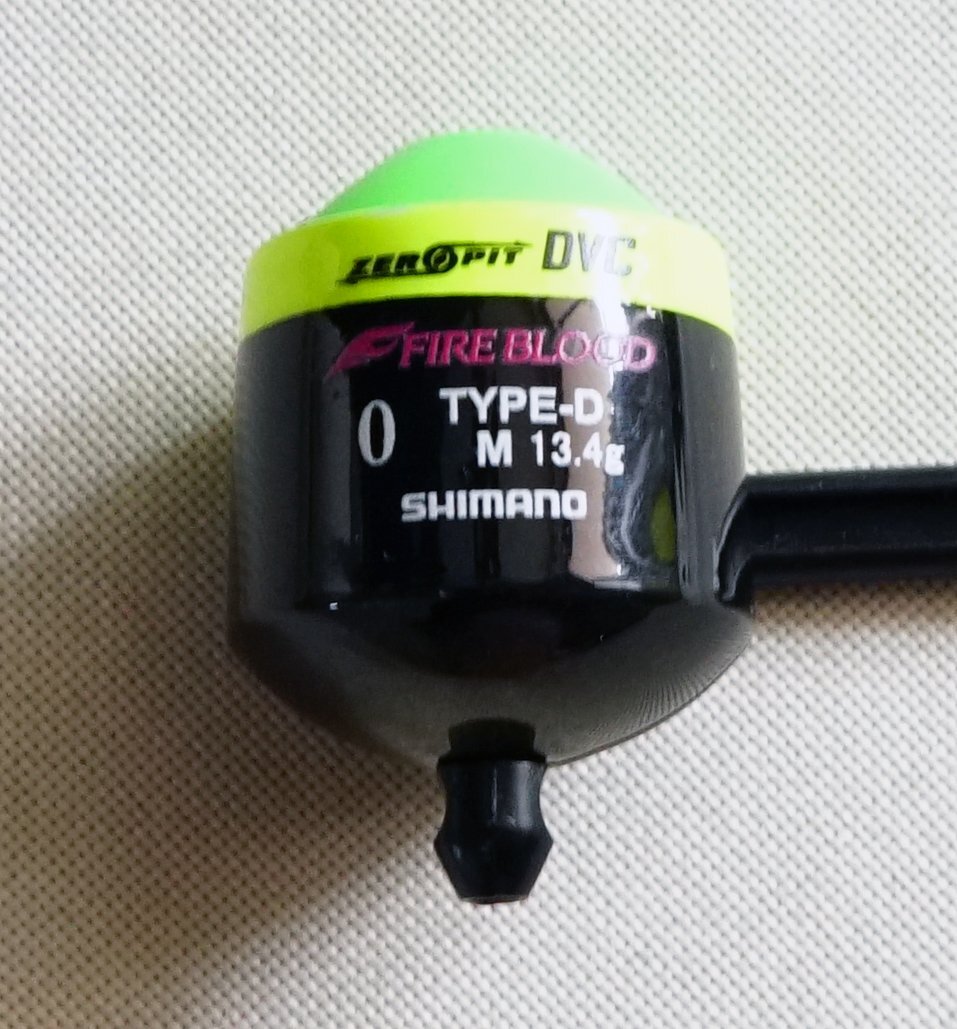 ZEROPIT DVC
FIRE BLOOD
0 TYPE-D
M 13.4g
SHIMANO